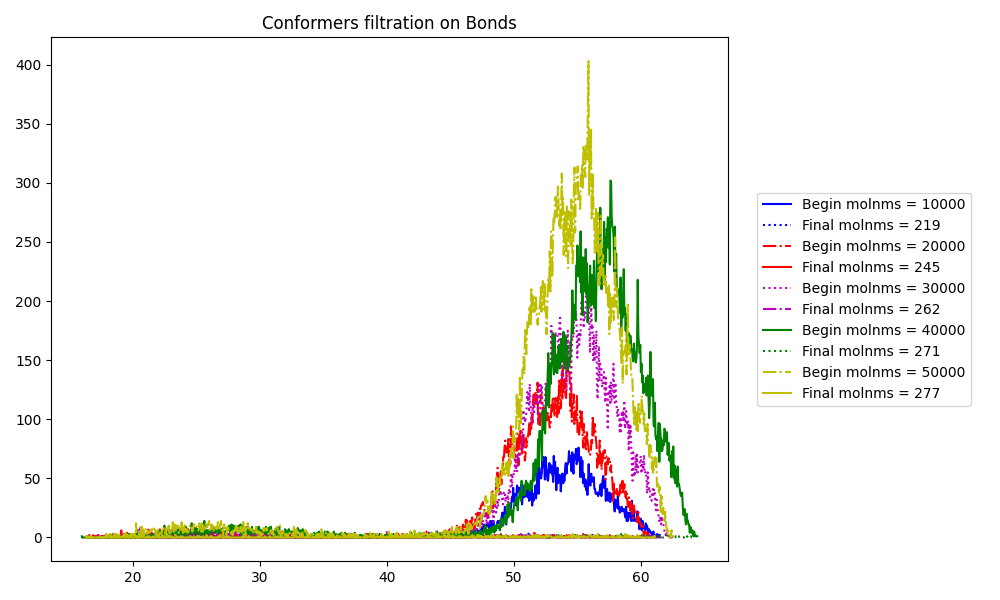 Conformers filtration on Bonds
400
350
300
250
200
150
100
50
0
20
30
40
50
60
Begin molnms = 10000
Final molnms = 219
Begin molnms = 20000
Final molnms = 245
Begin molnms = 30000
Final molnms = 262
Begin molnms = 40000
Final molnms = 271
Begin molnms = 50000
Final molnms = 277